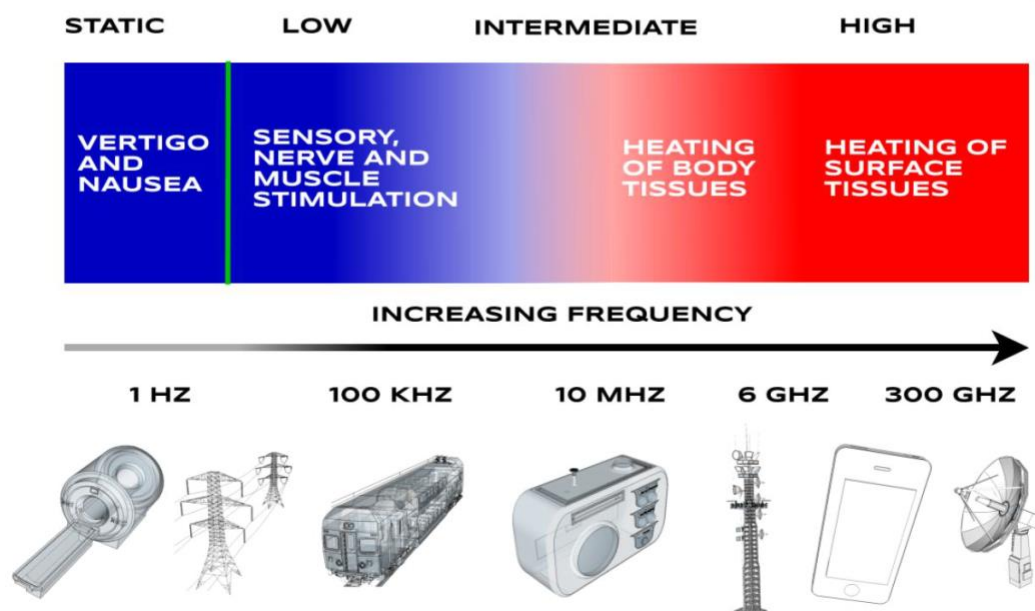 STATIC LOW INTERMEDIATE HIGH
VERTIGO
AND
NAUSEA
SENSORY,
NERVE AND
MUSCLE
STIMULATION
HEATING
OF BODY
TISSUES
HEATING OF
SURFACE
TISSUES
INCREASING FREQUENCY
1 HZ 100 KHZ 10 MHZ 6 GHZ 300 GHZ